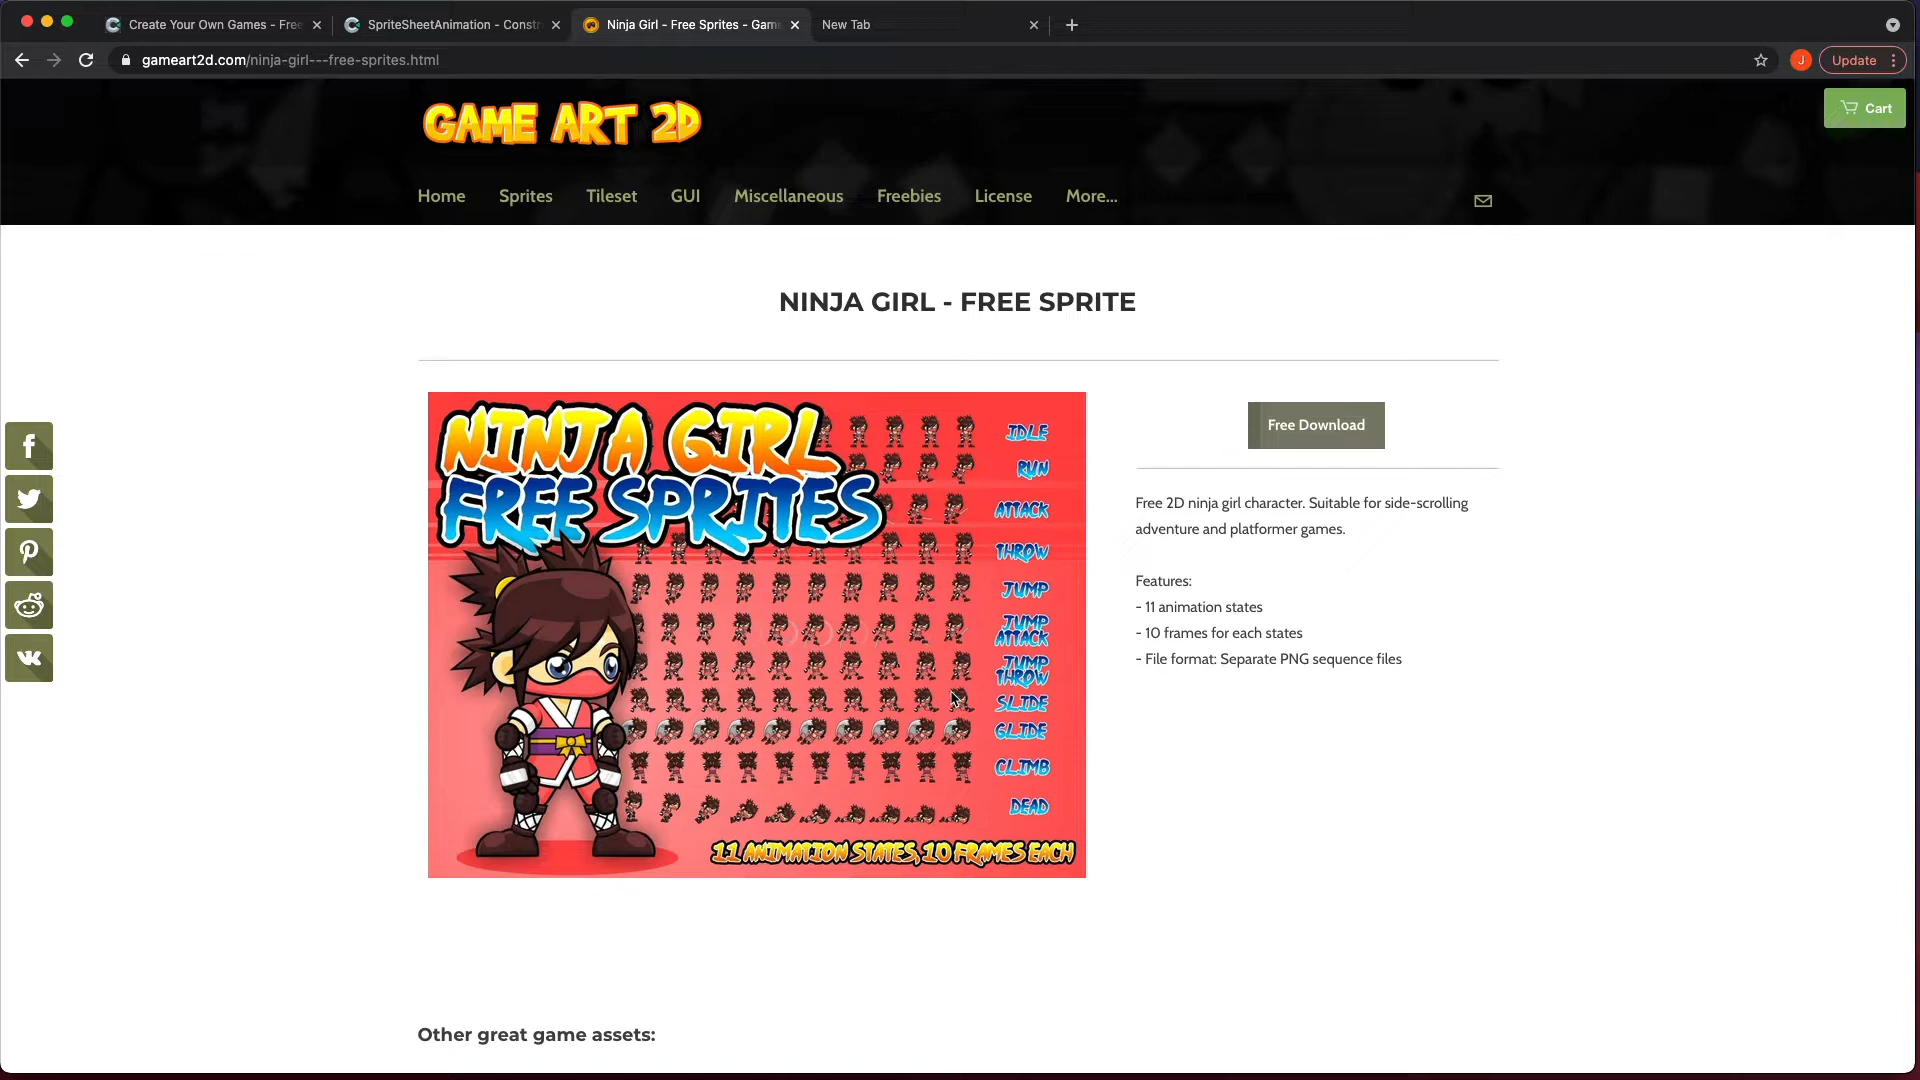 Create Your Own Games - Free
SpriteSheetAnimation - Constr
Ninja Girl - Free Sprites - Gam
New Tab
gameart2d.com/ninja-girl---free-sprites.html
J
Update
GAME ART 2D
Cart
Home
Sprites
Tileset
GUI
Miscellaneous
Freebies
License
More...
NINJA GIRL - FREE SPRITE
NINJA GIRL
FREE SPRITES
IDLE
RUN
ATTACK
THROW
JUMP
JUMP
ATTACK
JUMP
THROW
SLIDE
GLIDE
CLIMB
DEAD
11 ANIMATION STATES, 10 FRAMES EACH
Free Download
Free 2D ninja girl character. Suitable for side-scrolling
adventure and platformer games.
Features:
- 11 animation states
- 10 frames for each states
- File format: Separate PNG sequence files
Other great game assets: